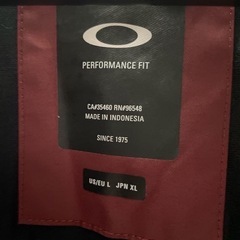 PERFORMANCE FIT
CA#35460 RN#96548
MADE IN INDONESIA
SINCE 1975
US/EU L JPN XL